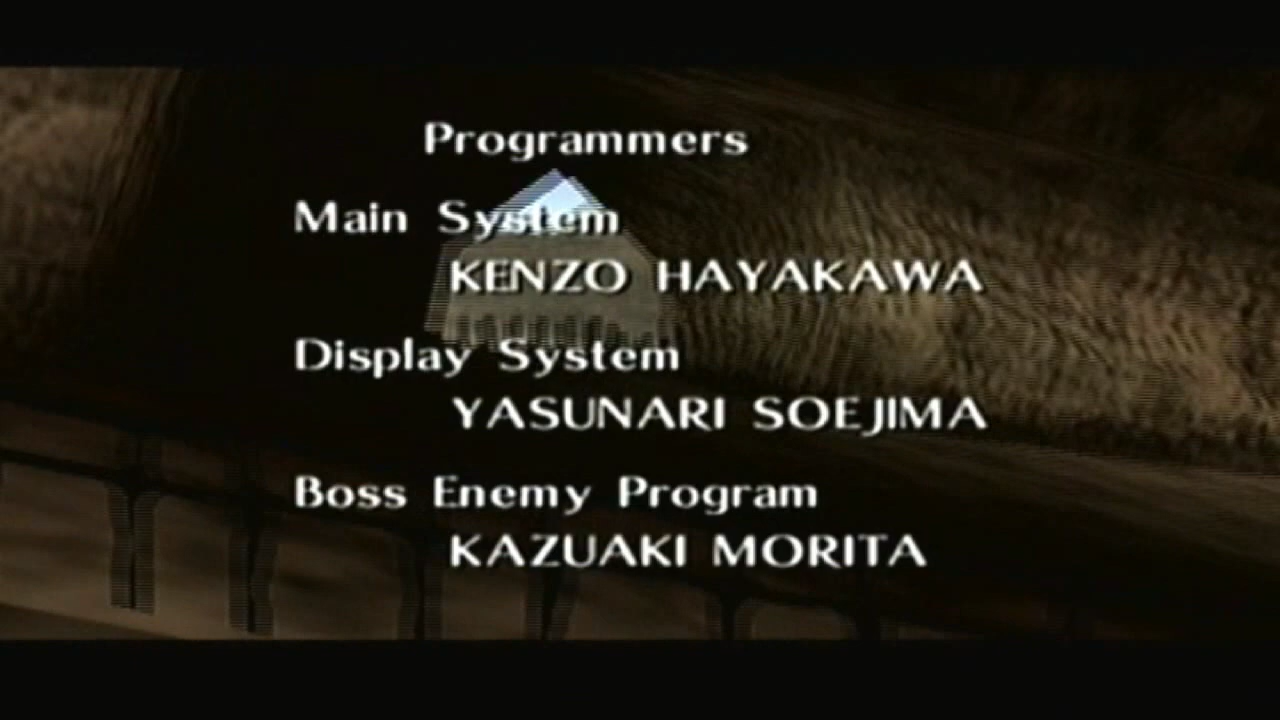 Programmers
Main System
KENZO HAYAKAWA
Display System
YASUNARI SOEJIMA
Boss Enemy Program
KAZUAKI MORITA